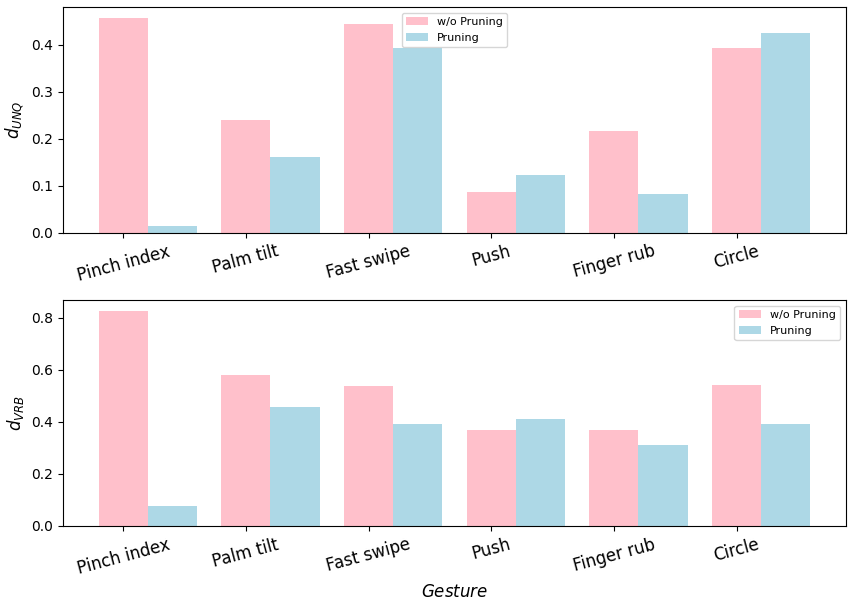 w/o Pruning
Pruning
d_UNQ
0.4
0.3
0.2
0.1
0.0
Pinch index
Palm tilt
Fast swipe
Push
Finger rub
Circle
w/o Pruning
Pruning
d_VRB
0.8
0.6
0.4
0.2
0.0
Pinch index
Palm tilt
Fast swipe
Push
Finger rub
Circle
Gesture